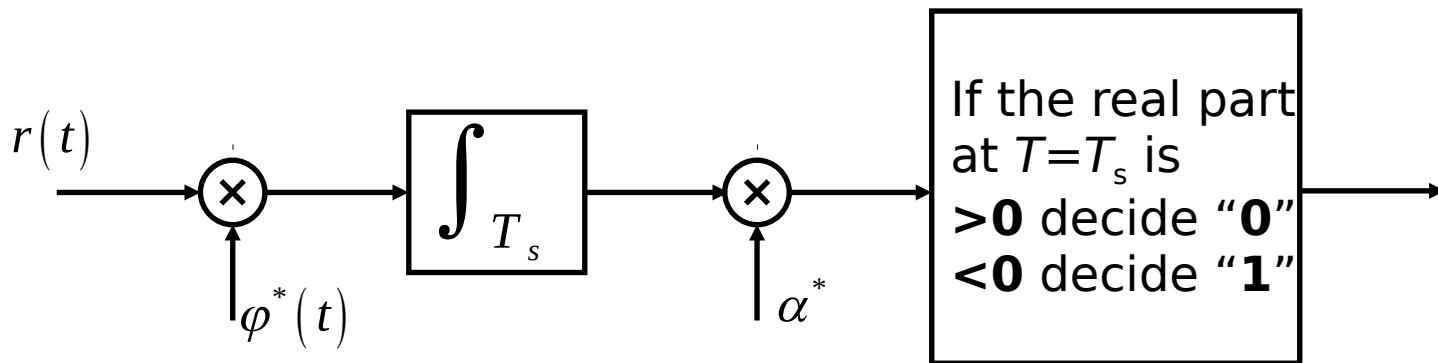 r(t)
×
φ*(t)
∫Ts
×
α*
If the real part
at T=Ts is
>0 decide “0”
<0 decide “1”